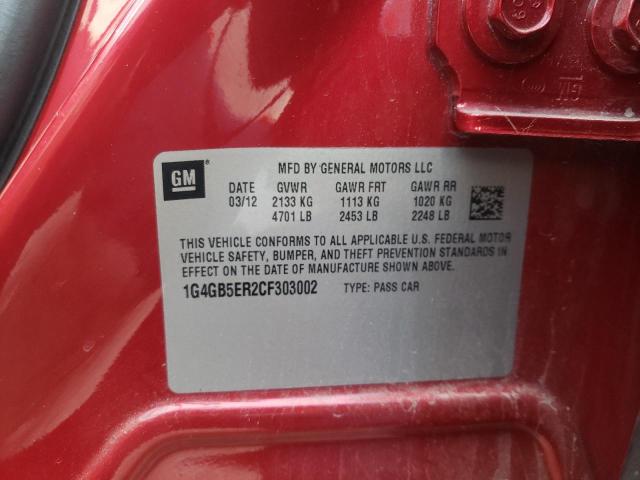 GM
MFD BY GENERAL MOTORS LLC
DATE GVWR GAWR FRT GAWR RR
03/12 2133 KG 1113 KG 1020 KG
4701 LB 2453 LB 2248 LB
THIS VEHICLE CONFORMS TO ALL APPLICABLE U.S. FEDERAL MOTOR
VEHICLE SAFETY, BUMPER, AND THEFT PREVENTION STANDARDS IN
EFFECT ON THE DATE OF MANUFACTURE SHOWN ABOVE.
1G4GB5ER2CF303002 TYPE: PASS CAR